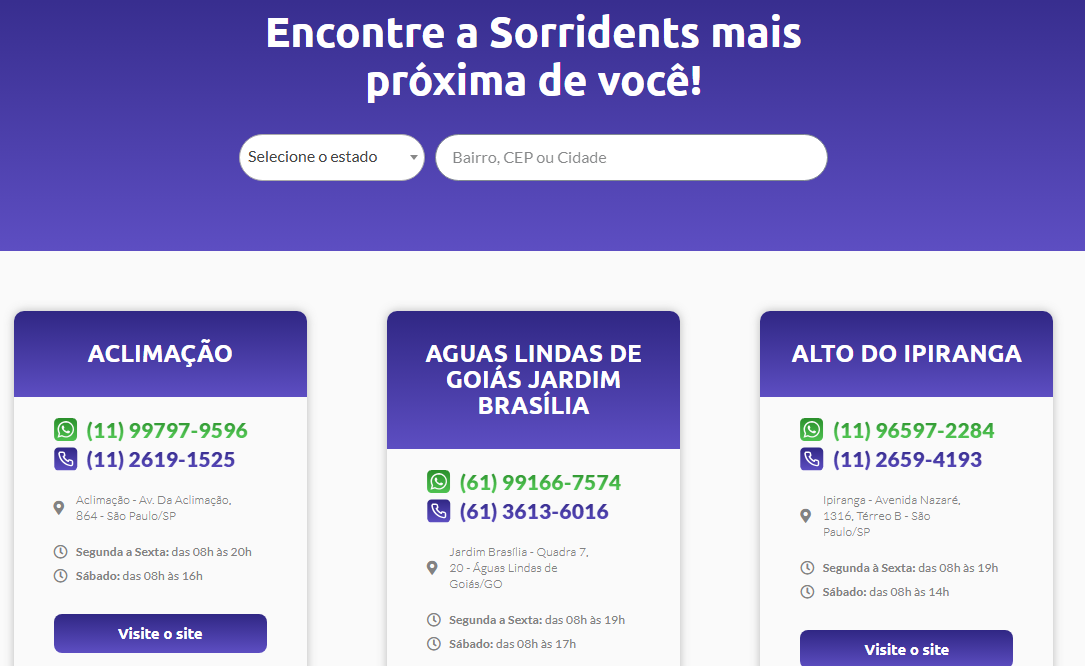 Encontre a Sorridents mais
próxima de você!
Selecione o estado
Bairro, CEP ou Cidade
ACLIMAÇÃO
(11) 99797-9596
(11) 2619-1525
Aclimação - Av. Da Aclimação,
864 - São Paulo/SP
Segunda a Sexta: das 08h às 20h
Sábado: das 08h às 16h
Visite o site
AGUAS LINDAS DE
GOIÁS JARDIM
BRASÍLIA
(61) 99166-7574
(61) 3613-6016
Jardim Brasília - Quadra 7,
20 - Águas Lindas de
Goiás/GO
Segunda a Sexta: das 08h às 19h
Sábado: das 08h às 17h
ALTO DO IPIRANGA
(11) 96597-2284
(11) 2659-4193
Ipiranga - Avenida Nazaré,
1316, Térreo B - São
Paulo/SP
Segunda à Sexta: das 08h às 19h
Sábado: das 08h às 14h
Visite o site